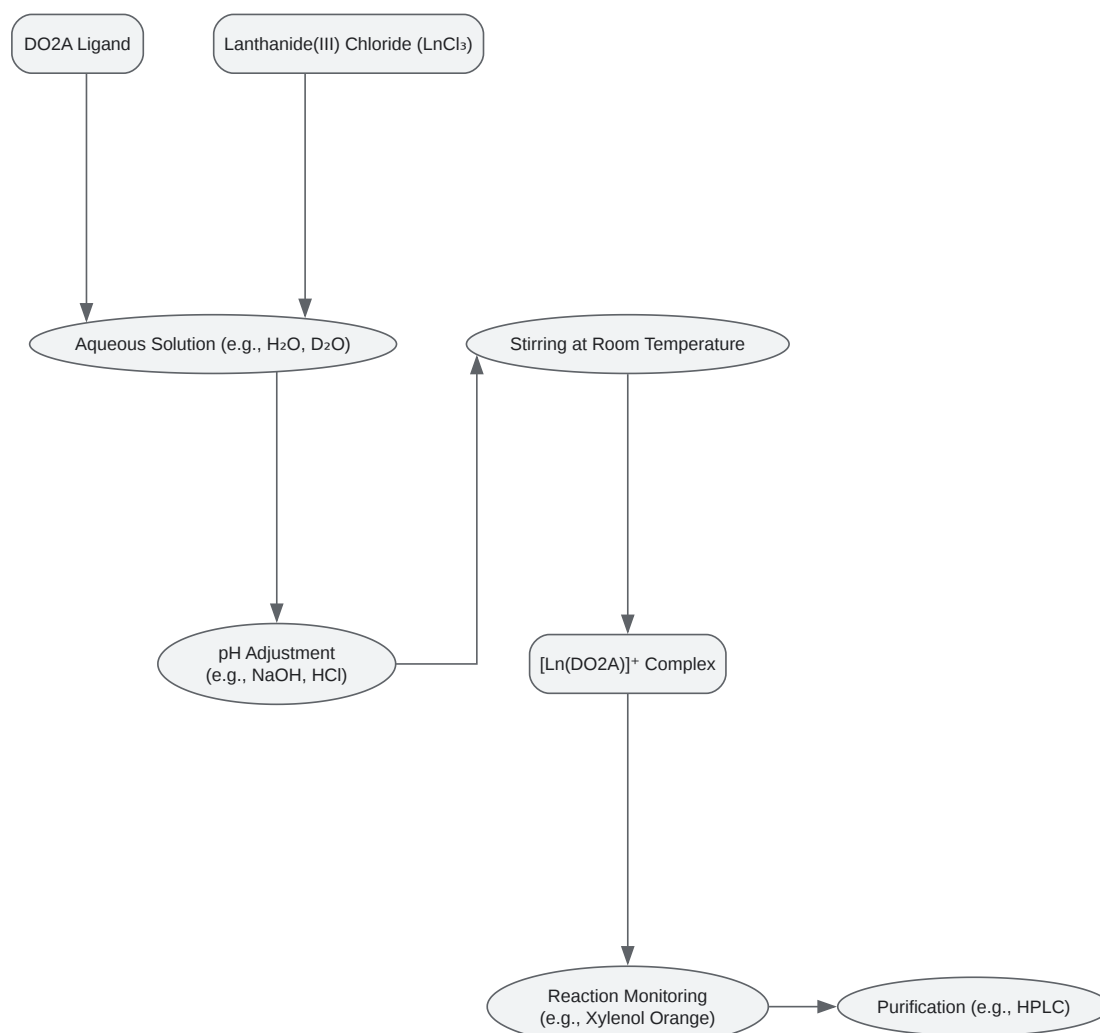 DO2A Ligand
Lanthanide(III) Chloride (LnCl₃)
Aqueous Solution (e.g., H₂O, D₂O)
Stirring at Room Temperature
pH Adjustment
(e.g., NaOH, HCl)
[Ln(DO2A)]⁺ Complex
Reaction Monitoring
(e.g., Xylenol Orange)
Purification (e.g., HPLC)